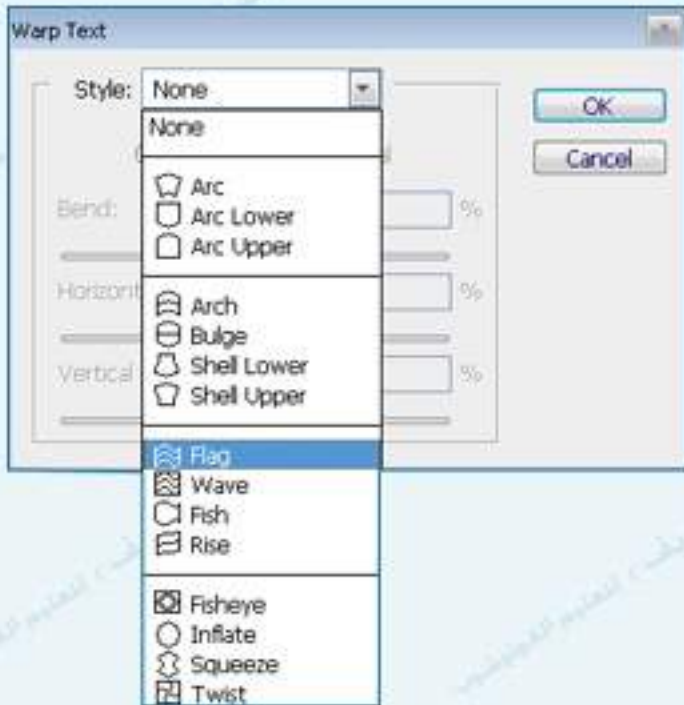 Warp Text
Style: None
OK
None
Cancel
Arc
Bend: %
Arc Lower
Arc Upper
Horizont %
Arch
Bulge
Shell Lower
Vertical %
Shell Upper
Flag
Wave
Fish
Rise
Fisheye
Inflate
Squeeze
Twist